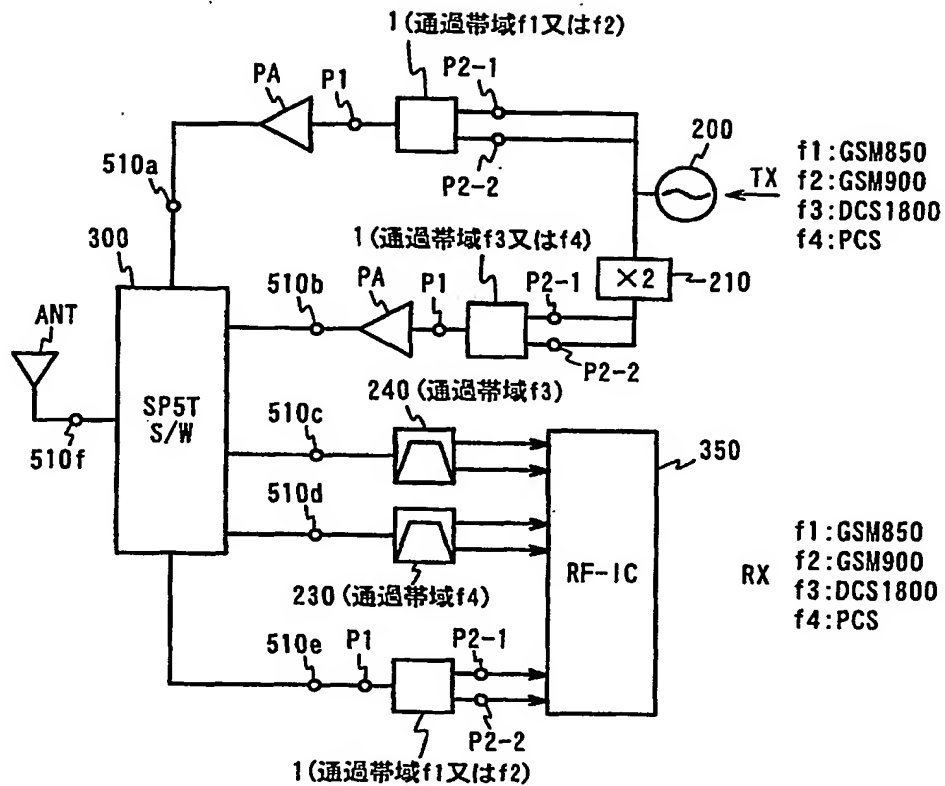 1(通過帯域f1又はf2)
P2-1
P1
PA
200
f1:GSM850
TX
f2:GSM900
f3:DCS1800
f4:PCS
P2-2
510a
1(通過帯域f3又はf4)
300
510b
PA
P1
P2-1
×2
210
ANT
P2-2
240(通過帯域f3)
SP5T
S/W
510c
350
510f
510d
RF-IC
RX
f1:GSM850
f2:GSM900
f3:DCS1800
f4:PCS
230(通過帯域f4)
510e
P1
P2-1
P2-2
1(通過帯域f1又はf2)